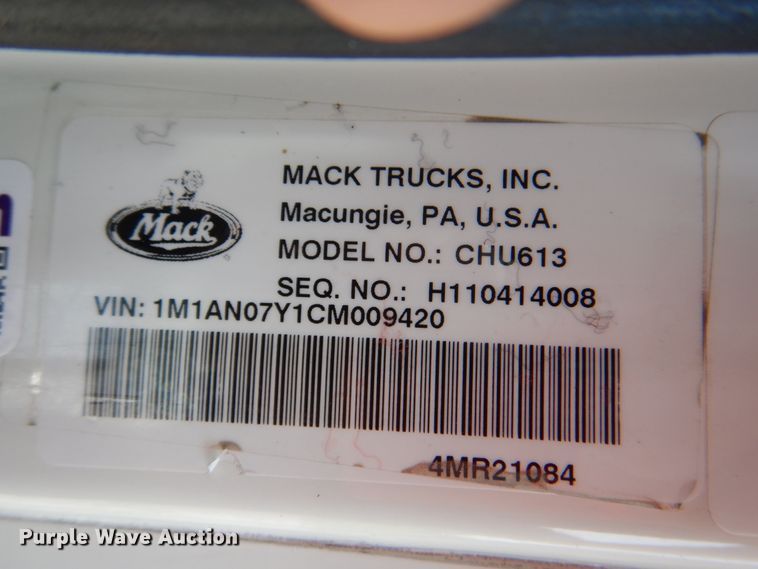 Mack
MACK TRUCKS, INC.
Macungie, PA, U.S.A.
MODEL NO.: CHU613
SEQ. NO.: H110414008
VIN: 1M1AN07Y1CM009420
4MR21084
Purple Wave Auction